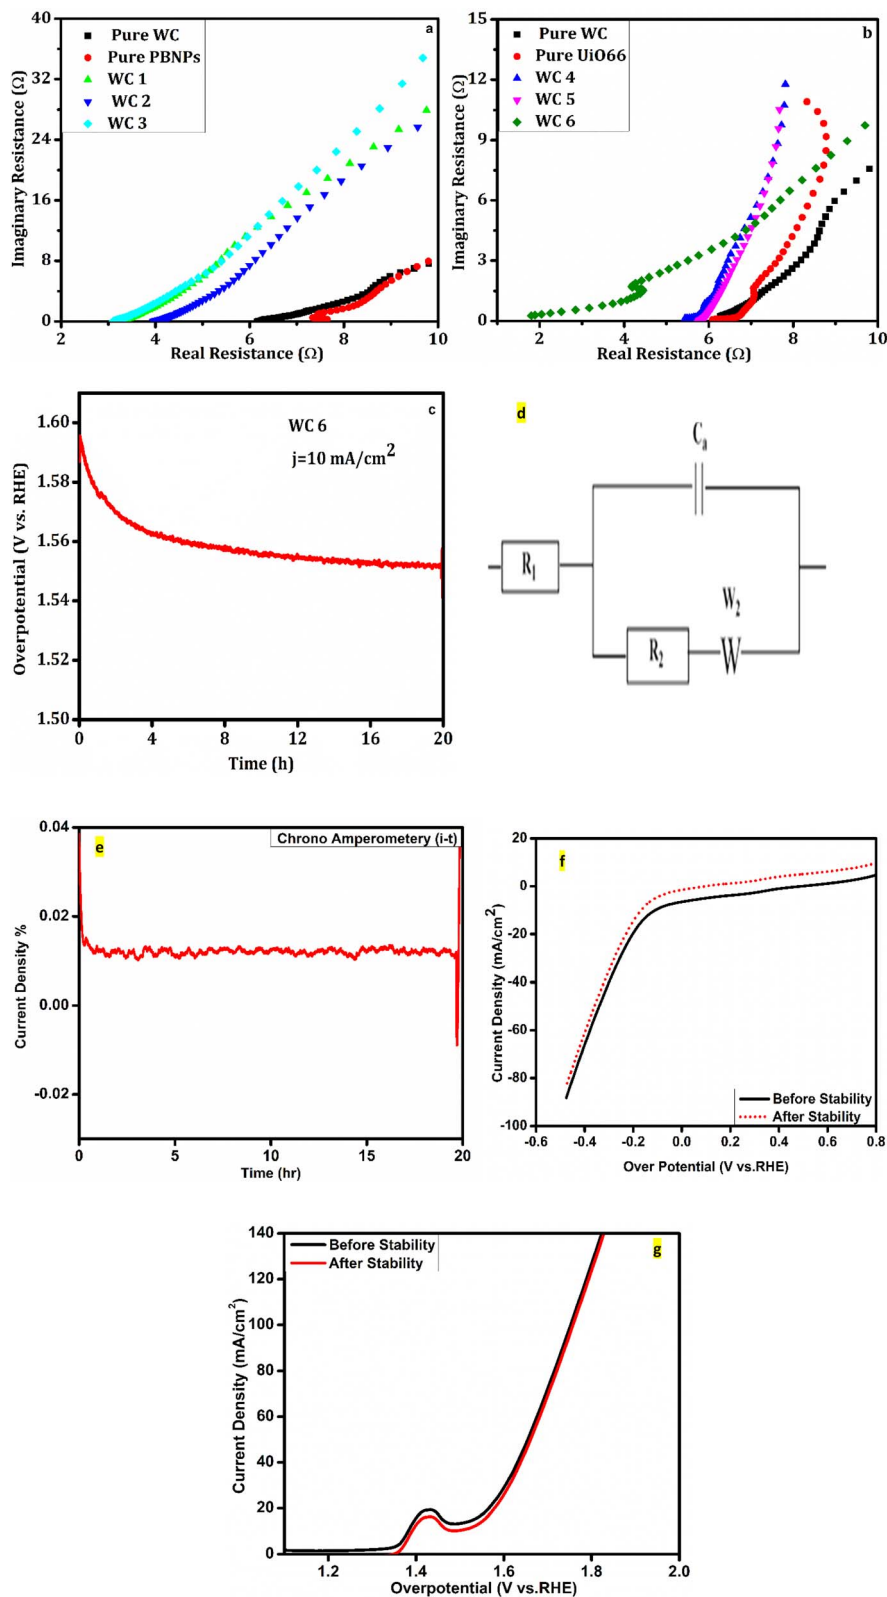 a
Pure WC
Pure PBNPs
WC 1
WC 2
WC 3
Imaginary Resistance (Ω)
40
32
24
16
8
0
2 4 6 8 10
Real Resistance (Ω)
b
Pure WC
Pure UiO66
WC 4
WC 5
WC 6
Imaginary Resistance (Ω)
15
12
9
6
3
0
2 4 6 8 10
Real Resistance (Ω)
c
WC 6
j=10 mA/cm2
Overpotential (V vs. RHE)
1.60
1.58
1.56
1.54
1.52
1.50
0 4 8 12 16 20
Time (h)
d
Ca
R1
W2
R2
W
e
Chrono Amperometery (i-t)
Current Density %
0.04
0.02
0.00
-0.02
0 5 10 15 20
Time (hr)
f
Current Density (mA/cm2)
20
0
-20
-40
-60
-80
-100
Before Stability
After Stability
-0.6 -0.4 -0.2 0.0 0.2 0.4 0.6 0.8
Over Potential (V vs.RHE)
g
Before Stability
After Stability
Current Density (mA/cm2)
140
120
100
80
60
40
20
0
1.2 1.4 1.6 1.8 2.0
Overpotential (V vs.RHE)